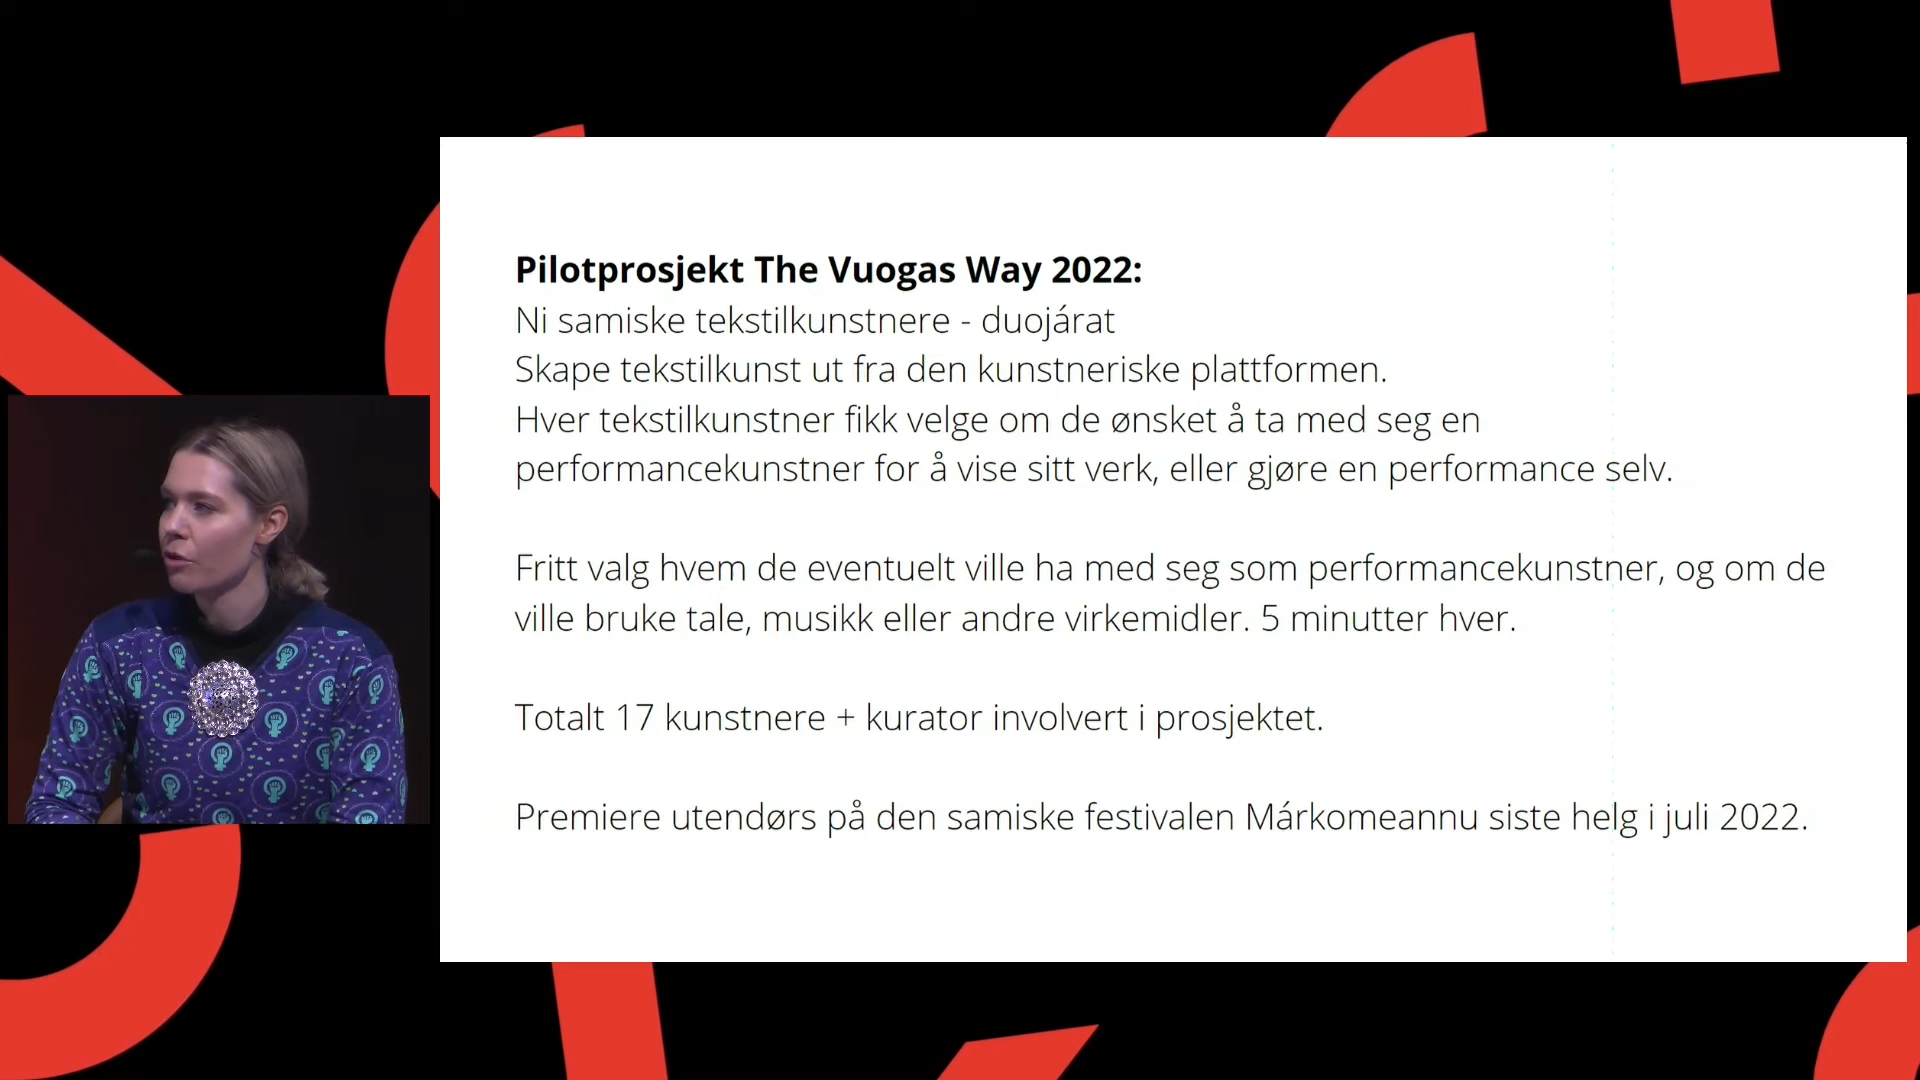 Pilotprosjekt The Vuogas Way 2022:
Ni samiske tekstilkunstnere - duojárat
Skape tekstilkunst ut fra den kunstneriske plattformen.
Hver tekstilkunstner fikk velge om de ønsket å ta med seg en
performancekunstner for å vise sitt verk, eller gjøre en performance selv.
Fritt valg hvem de eventuelt ville ha med seg som performancekunstner, og om de
ville bruke tale, musikk eller andre virkemidler. 5 minutter hver.
Totalt 17 kunstnere + kurator involvert i prosjektet.
Premiere utendørs på den samiske festivalen Márkomeannu siste helg i juli 2022.